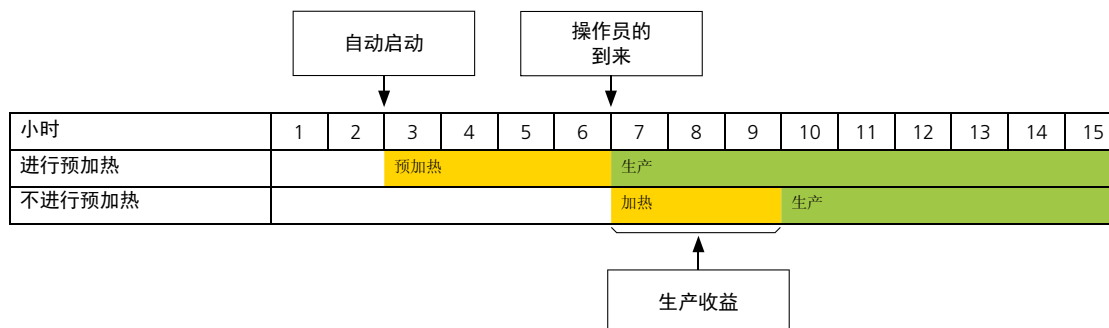 自动启动
操作员的
到来
小时 1 2 3 4 5 6 7 8 9 10 11 12 13 14 15
进行预加热 预加热 生产
不进行预加热 加热 生产
生产收益